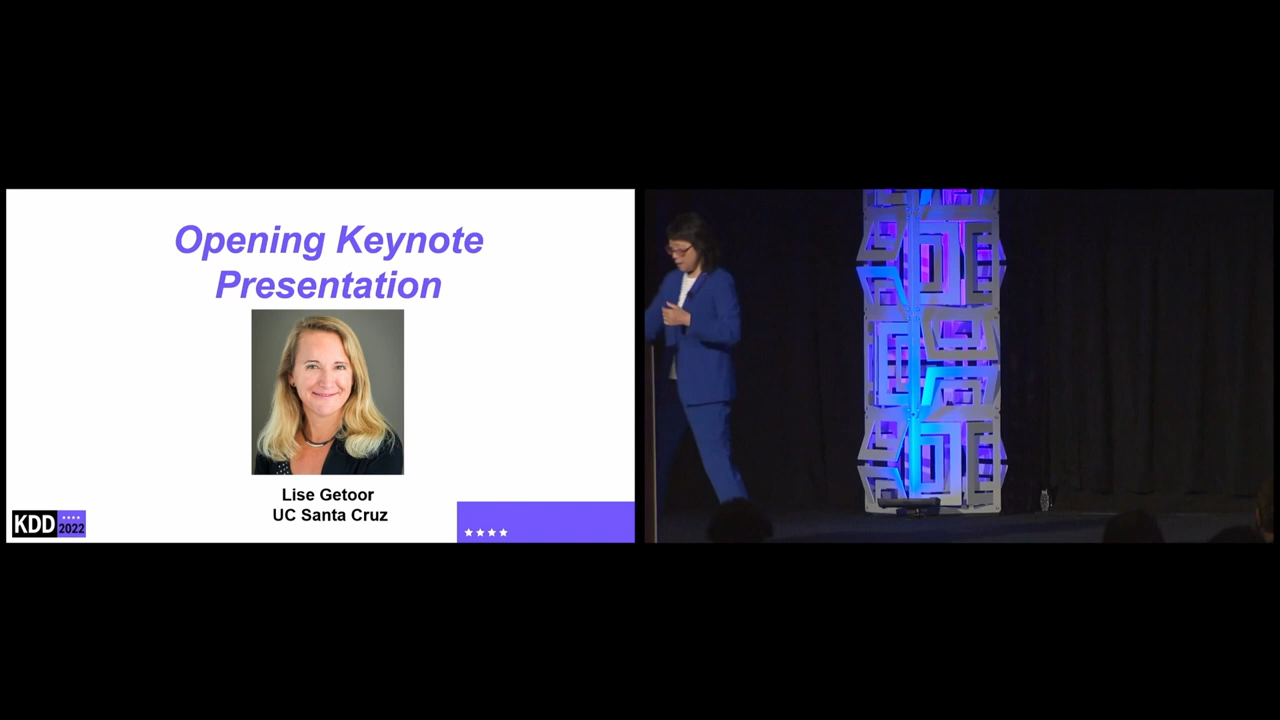 Opening Keynote
Presentation
Lise Getoor
UC Santa Cruz
KDD
2022